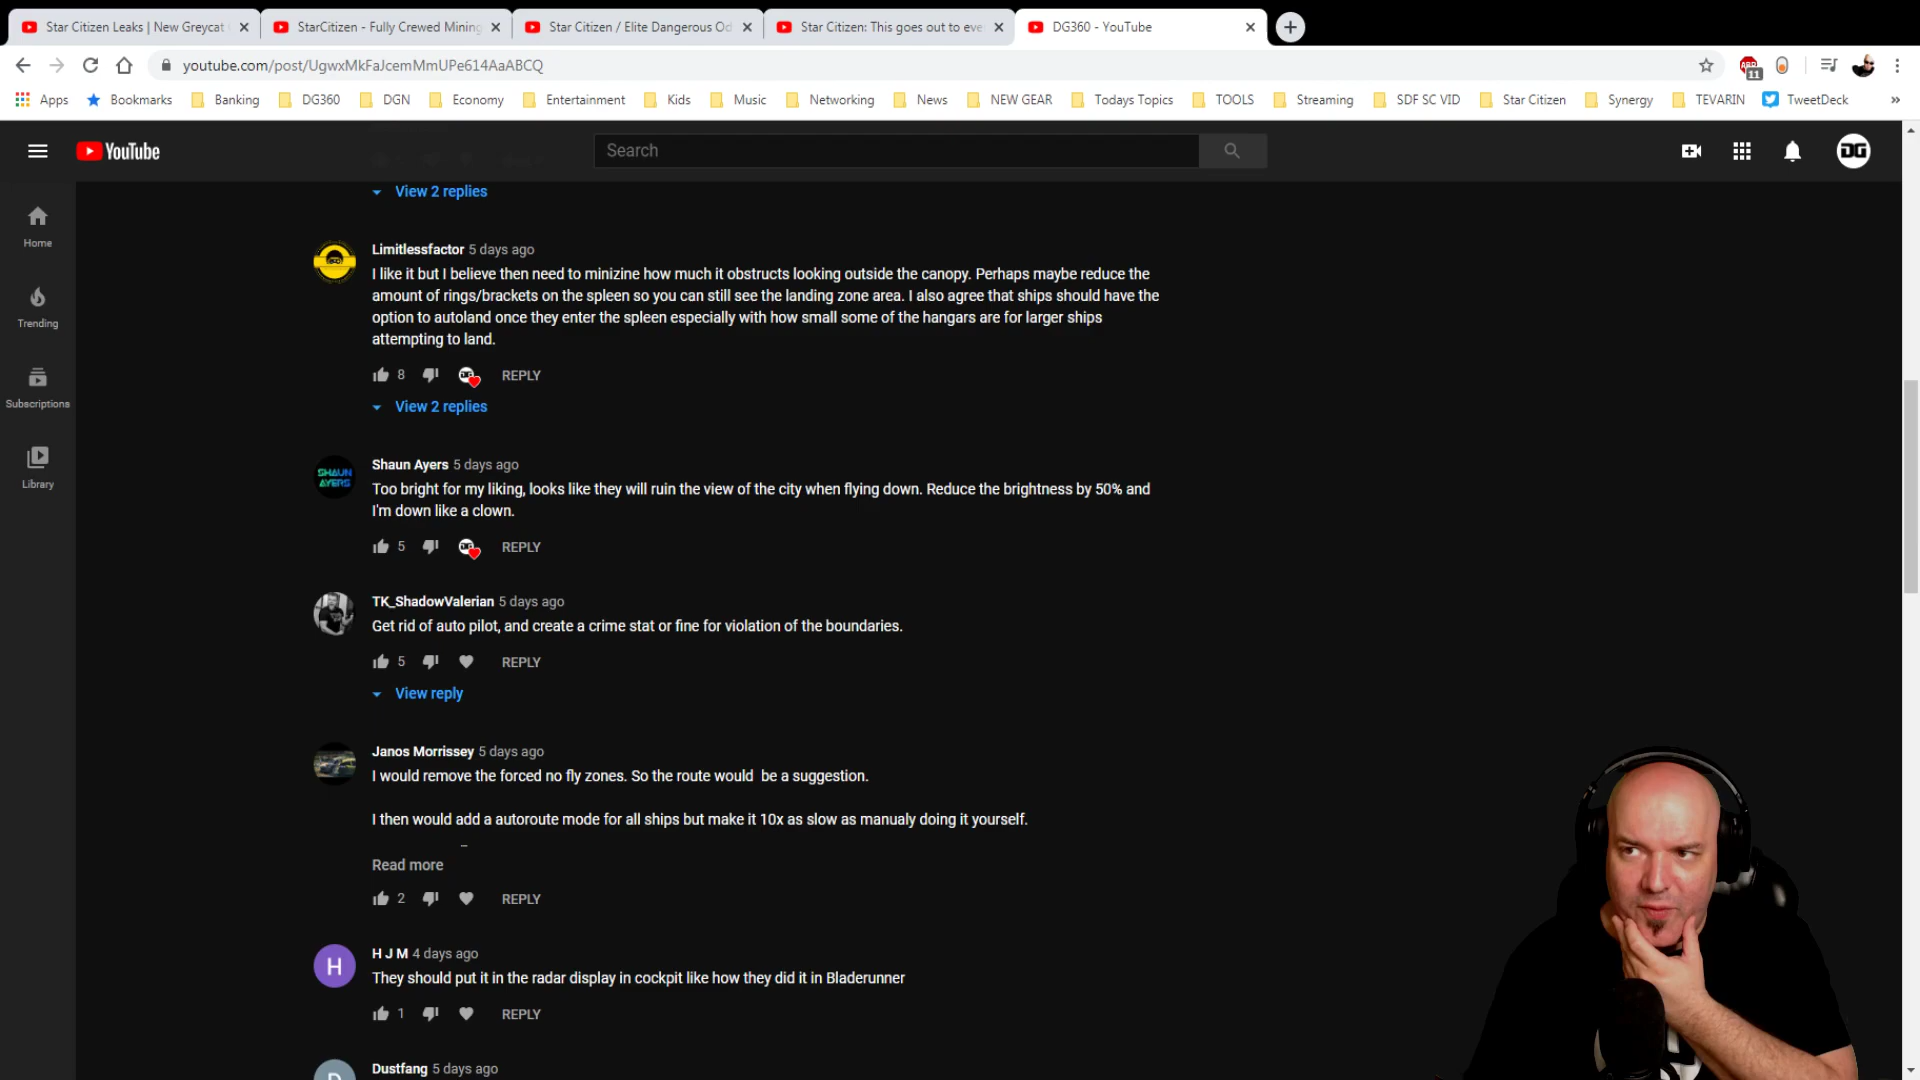 Star Citizen Leaks | New Greycat
StarCitizen - Fully Crewed Mining
Star Citizen / Elite Dangerous Od
Star Citizen: This goes out to eve
DG360 - YouTube
youtube.com/post/UgwxMkFaJcemMmUPe614AaABCQ
11
Apps Bookmarks Banking DG360 DGN Economy Entertainment Kids Music Networking News NEW GEAR Todays Topics TOOLS Streaming SDF SC VID Star Citizen Synergy TEVARIN TweetDeck »
YouTube
Search
DG
Home
Trending
Subscriptions
Library
View 2 replies
Limitlessfactor 5 days ago
I like it but I believe then need to minizine how much it obstructs looking outside the canopy. Perhaps maybe reduce the
amount of rings/brackets on the spleen so you can still see the landing zone area. I also agree that ships should have the
option to autoland once they enter the spleen especially with how small some of the hangars are for larger ships
attempting to land.
8 REPLY
View 2 replies
SHAUN
AYERS
Shaun Ayers 5 days ago
Too bright for my liking, looks like they will ruin the view of the city when flying down. Reduce the brightness by 50% and
I'm down like a clown.
5 REPLY
TK_ShadowValerian 5 days ago
Get rid of auto pilot, and create a crime stat or fine for violation of the boundaries.
5 REPLY
View reply
Janos Morrissey 5 days ago
I would remove the forced no fly zones. So the route would be a suggestion.
I then would add a autoroute mode for all ships but make it 10x as slow as manualy doing it yourself.
Read more
2 REPLY
H
H J M 4 days ago
They should put it in the radar display in cockpit like how they did it in Bladerunner
1 REPLY
D
Dustfang 5 days ago